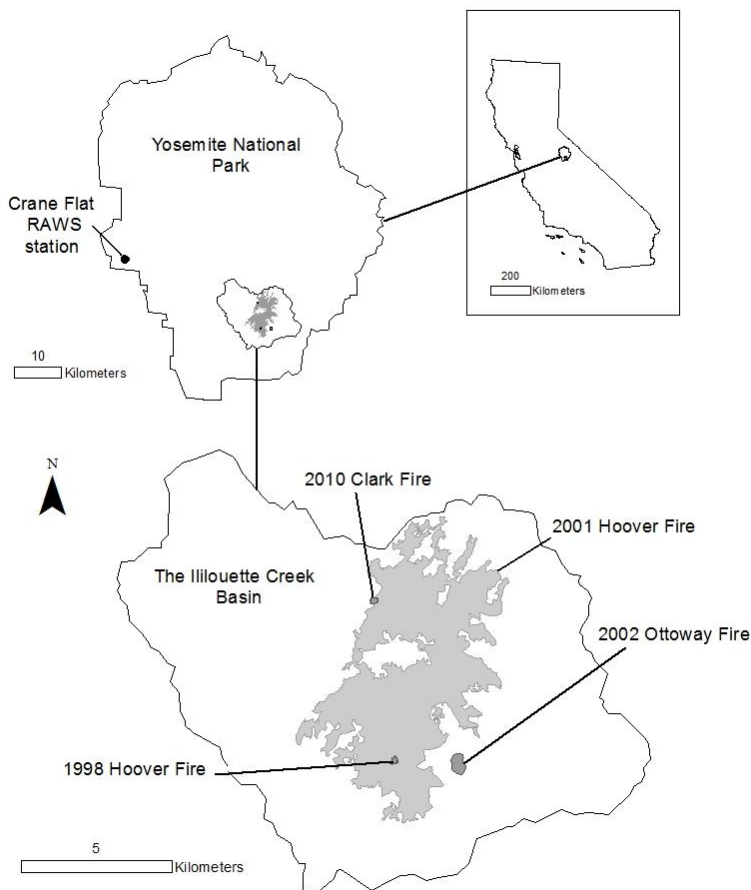 Yosemite National
Park
Crane Flat
RAWS
station
200
Kilometers
10
Kilometers
N
2010 Clark Fire
2001 Hoover Fire
The Illilouette Creek
Basin
2002 Ottoway Fire
1998 Hoover Fire
5
Kilometers